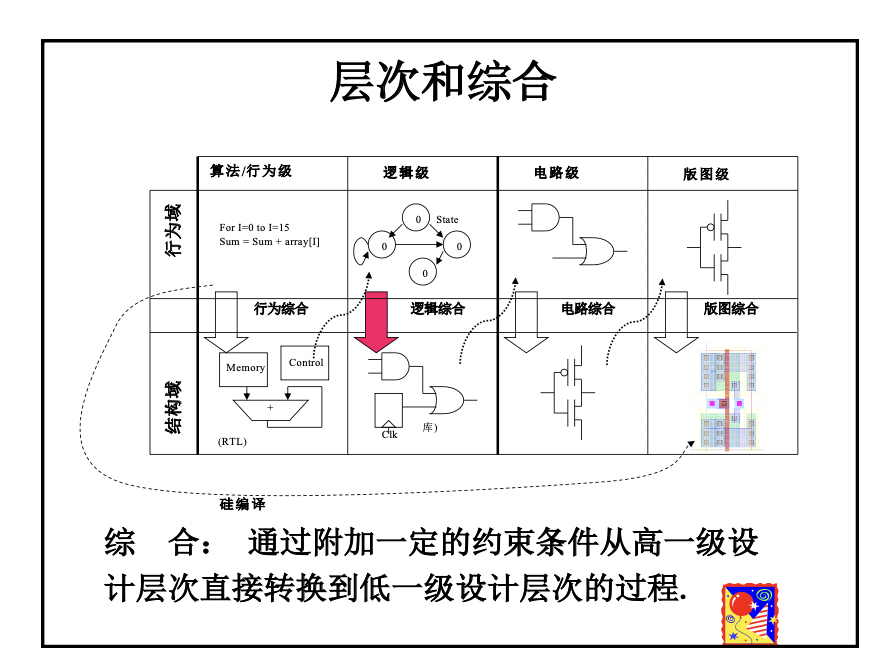 层次和综合
算法/行为级
逻辑级
电路级
版图级
行为域
For I=0 to I=15
Sum = Sum + array[I]
0 State
0
0
0
行为综合
逻辑综合
电路综合
版图综合
结构域
Memory
Control
+
(RTL)
Clk
库)
硅编译
综 合： 通过附加一定的约束条件从高一级设
计层次直接转换到低一级设计层次的过程.